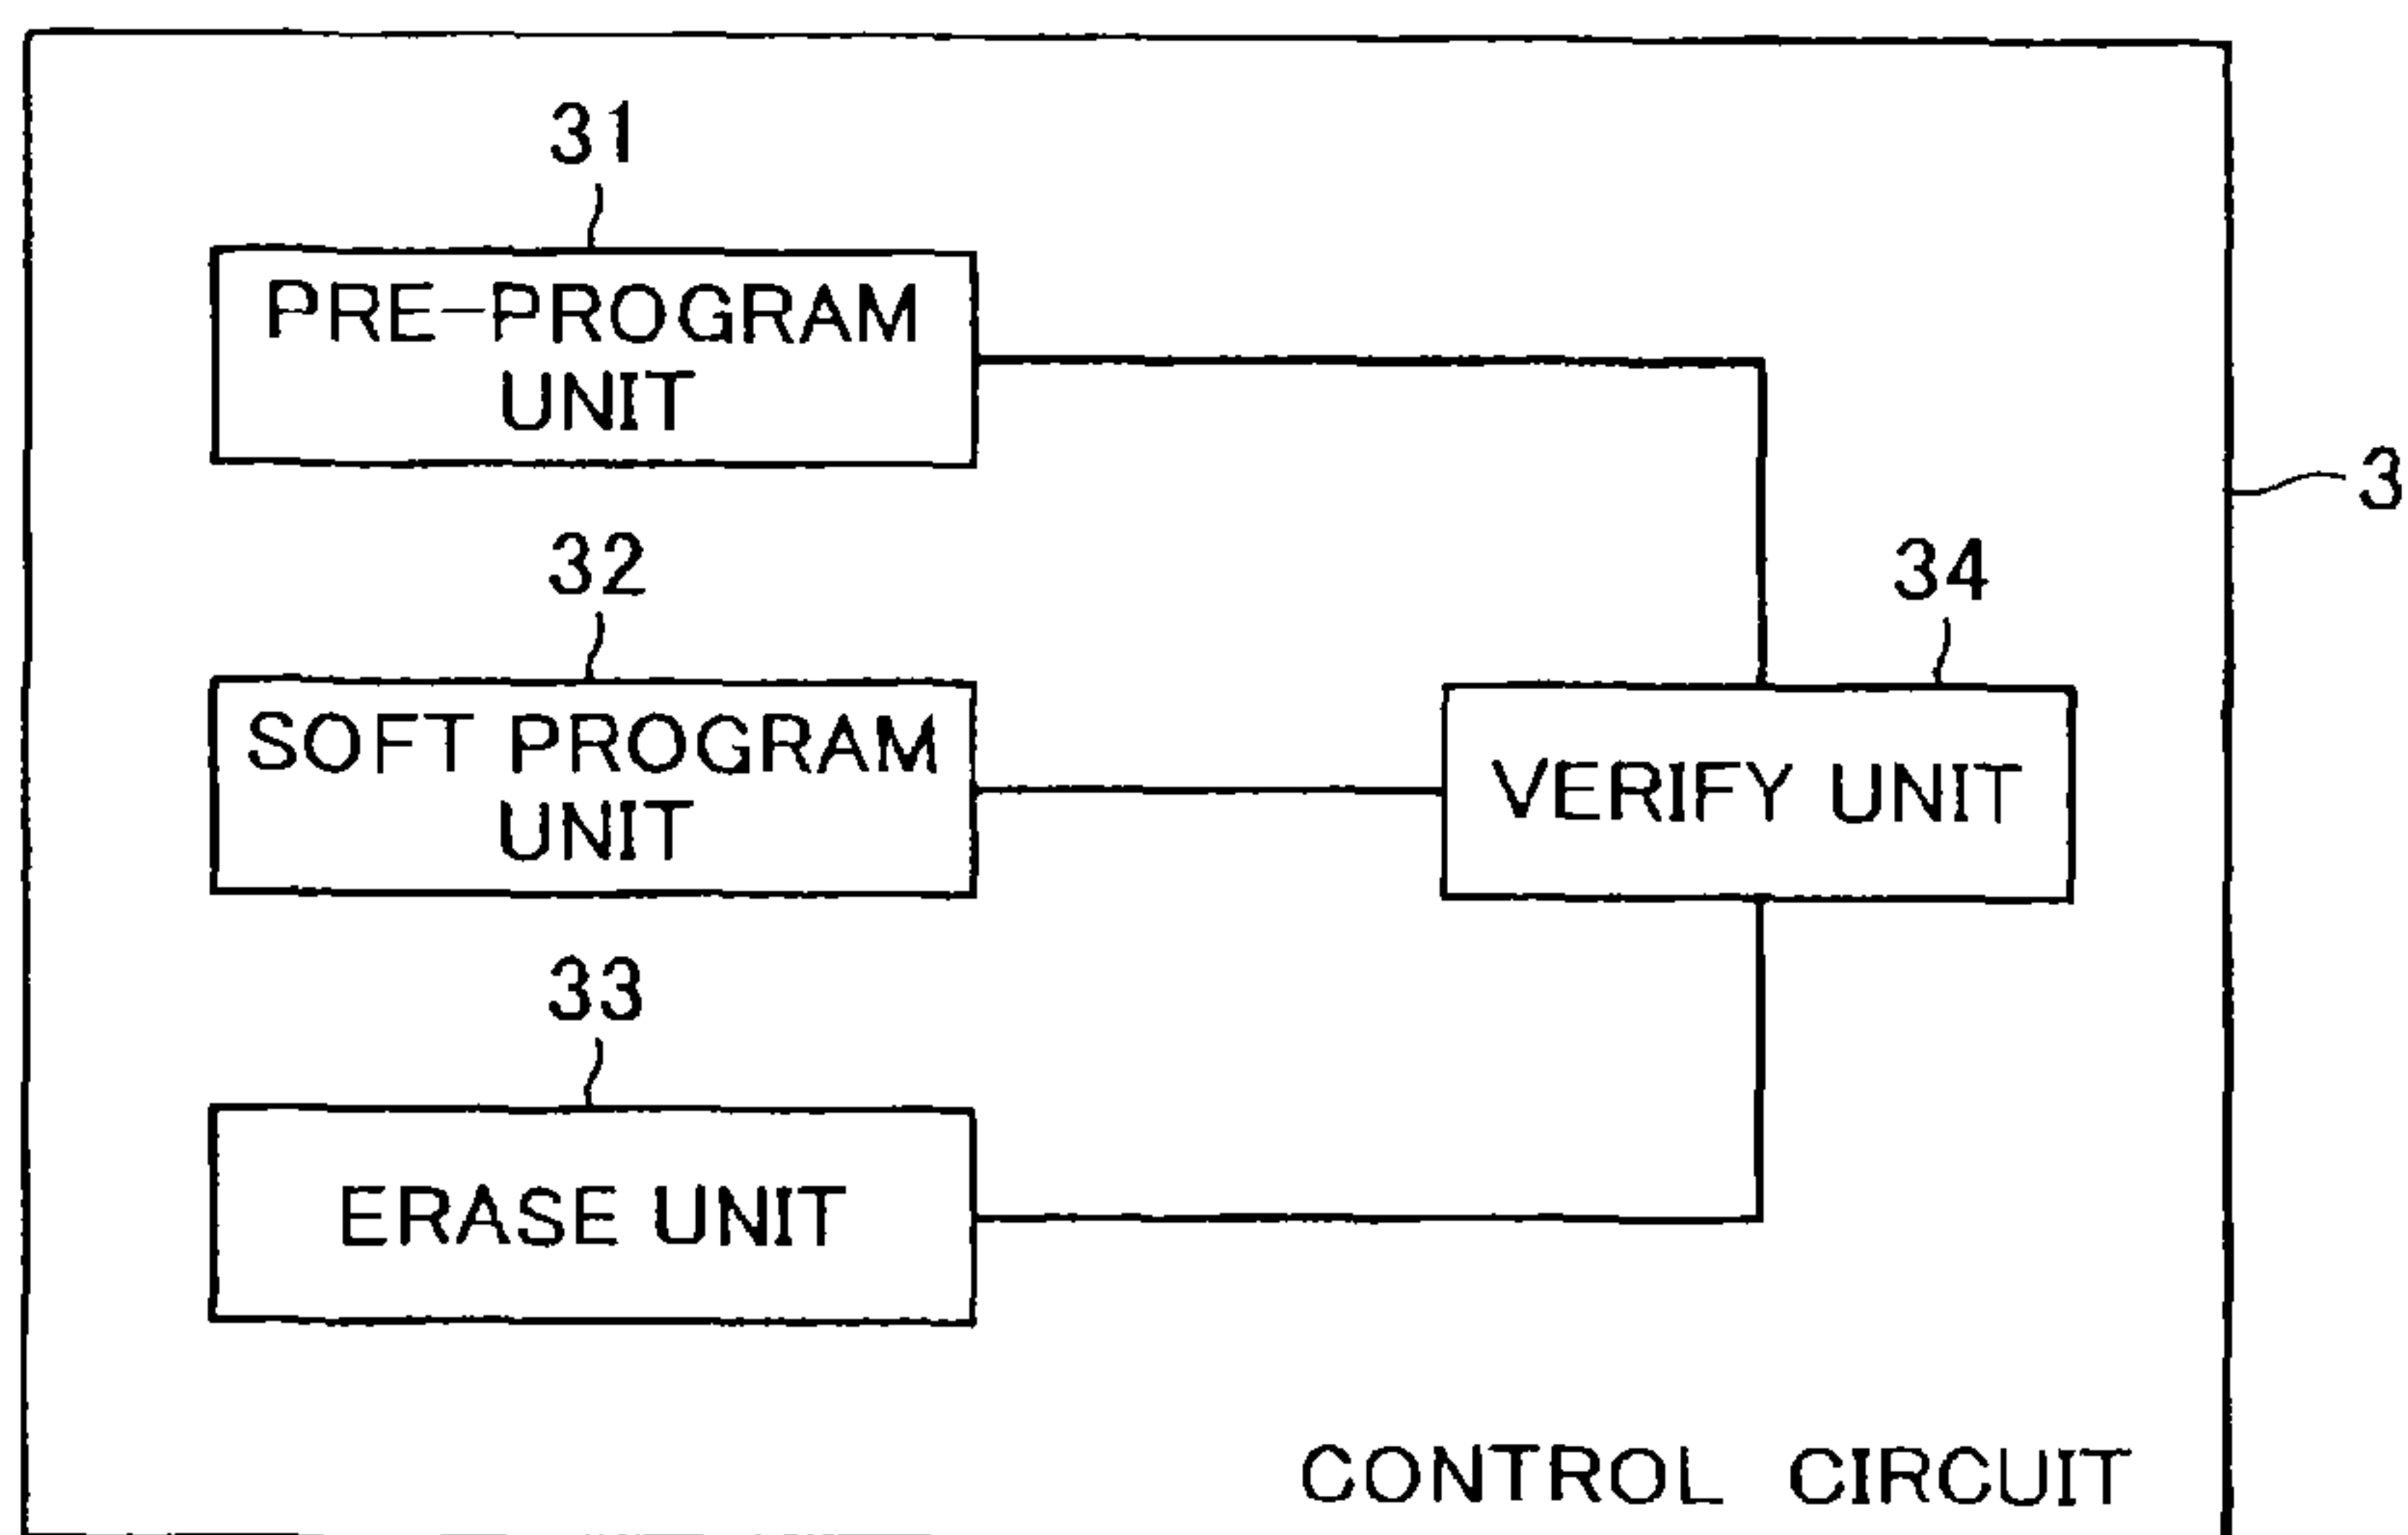 31
PRE-PROGRAM
UNIT
3
32
34
SOFT PROGRAM
UNIT
VERIFY UNIT
33
ERASE UNIT
CONTROL CIRCUIT